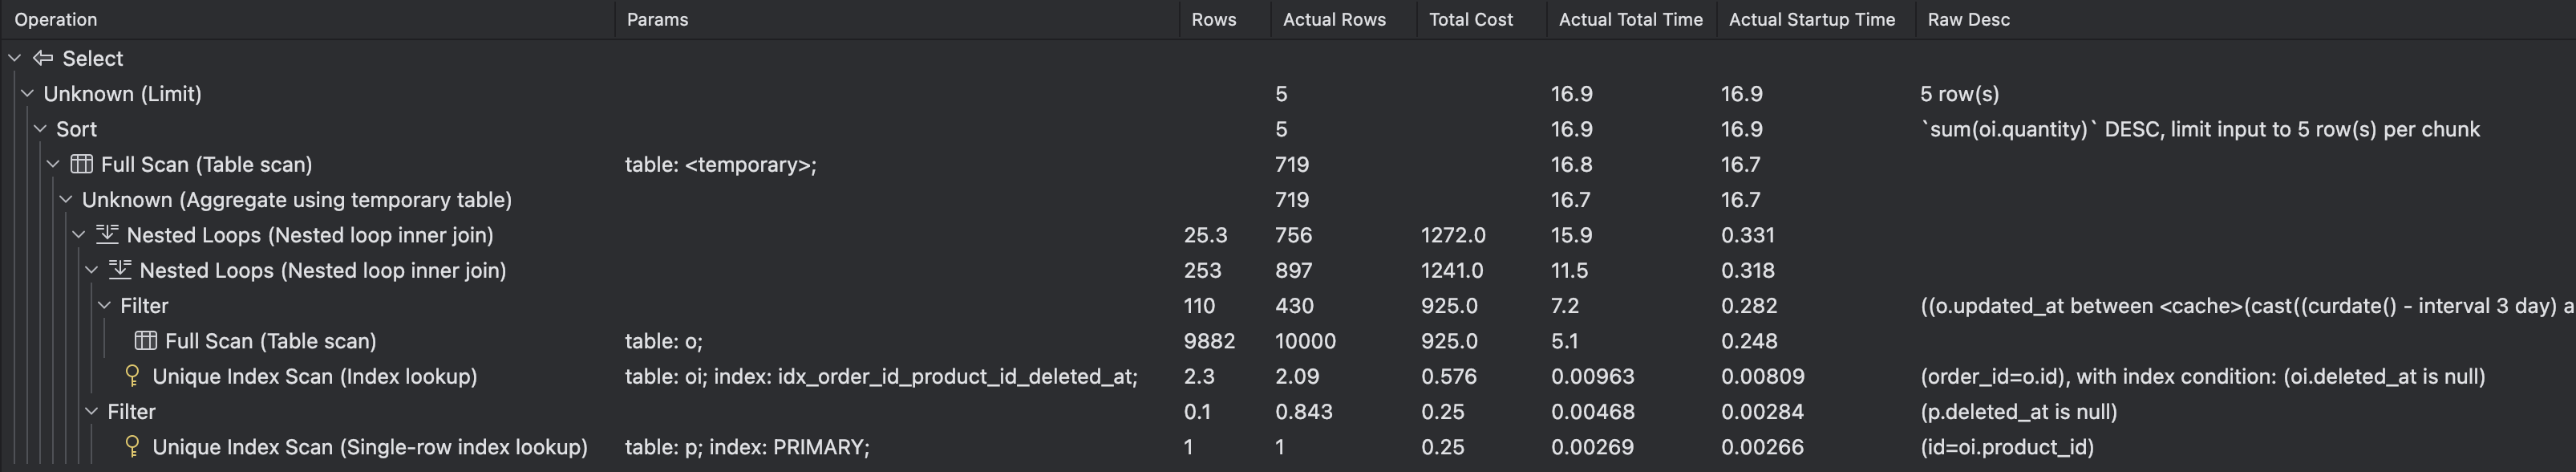 Operation Params Rows Actual Rows Total Cost Actual Total Time Actual Startup Time Raw Desc
Select
Unknown (Limit) 5 16.9 16.9 5 row(s)
Sort 5 16.9 16.9 `sum(oi.quantity)` DESC, limit input to 5 row(s) per chunk
Full Scan (Table scan) table: <temporary>; 719 16.8 16.7
Unknown (Aggregate using temporary table) 719 16.7 16.7
Nested Loops (Nested loop inner join) 25.3 756 1272.0 15.9 0.331
Nested Loops (Nested loop inner join) 253 897 1241.0 11.5 0.318
Filter 110 430 925.0 7.2 0.282 ((o.updated_at between <cache>(cast((curdate() - interval 3 day) a
Full Scan (Table scan) table: o; 9882 10000 925.0 5.1 0.248
Unique Index Scan (Index lookup) table: oi; index: idx_order_id_product_id_deleted_at; 2.3 2.09 0.576 0.00963 0.00809 (order_id=o.id), with index condition: (oi.deleted_at is null)
Filter 0.1 0.843 0.25 0.00468 0.00284 (p.deleted_at is null)
Unique Index Scan (Single-row index lookup) table: p; index: PRIMARY; 1 1 0.25 0.00269 0.00266 (id=oi.product_id)